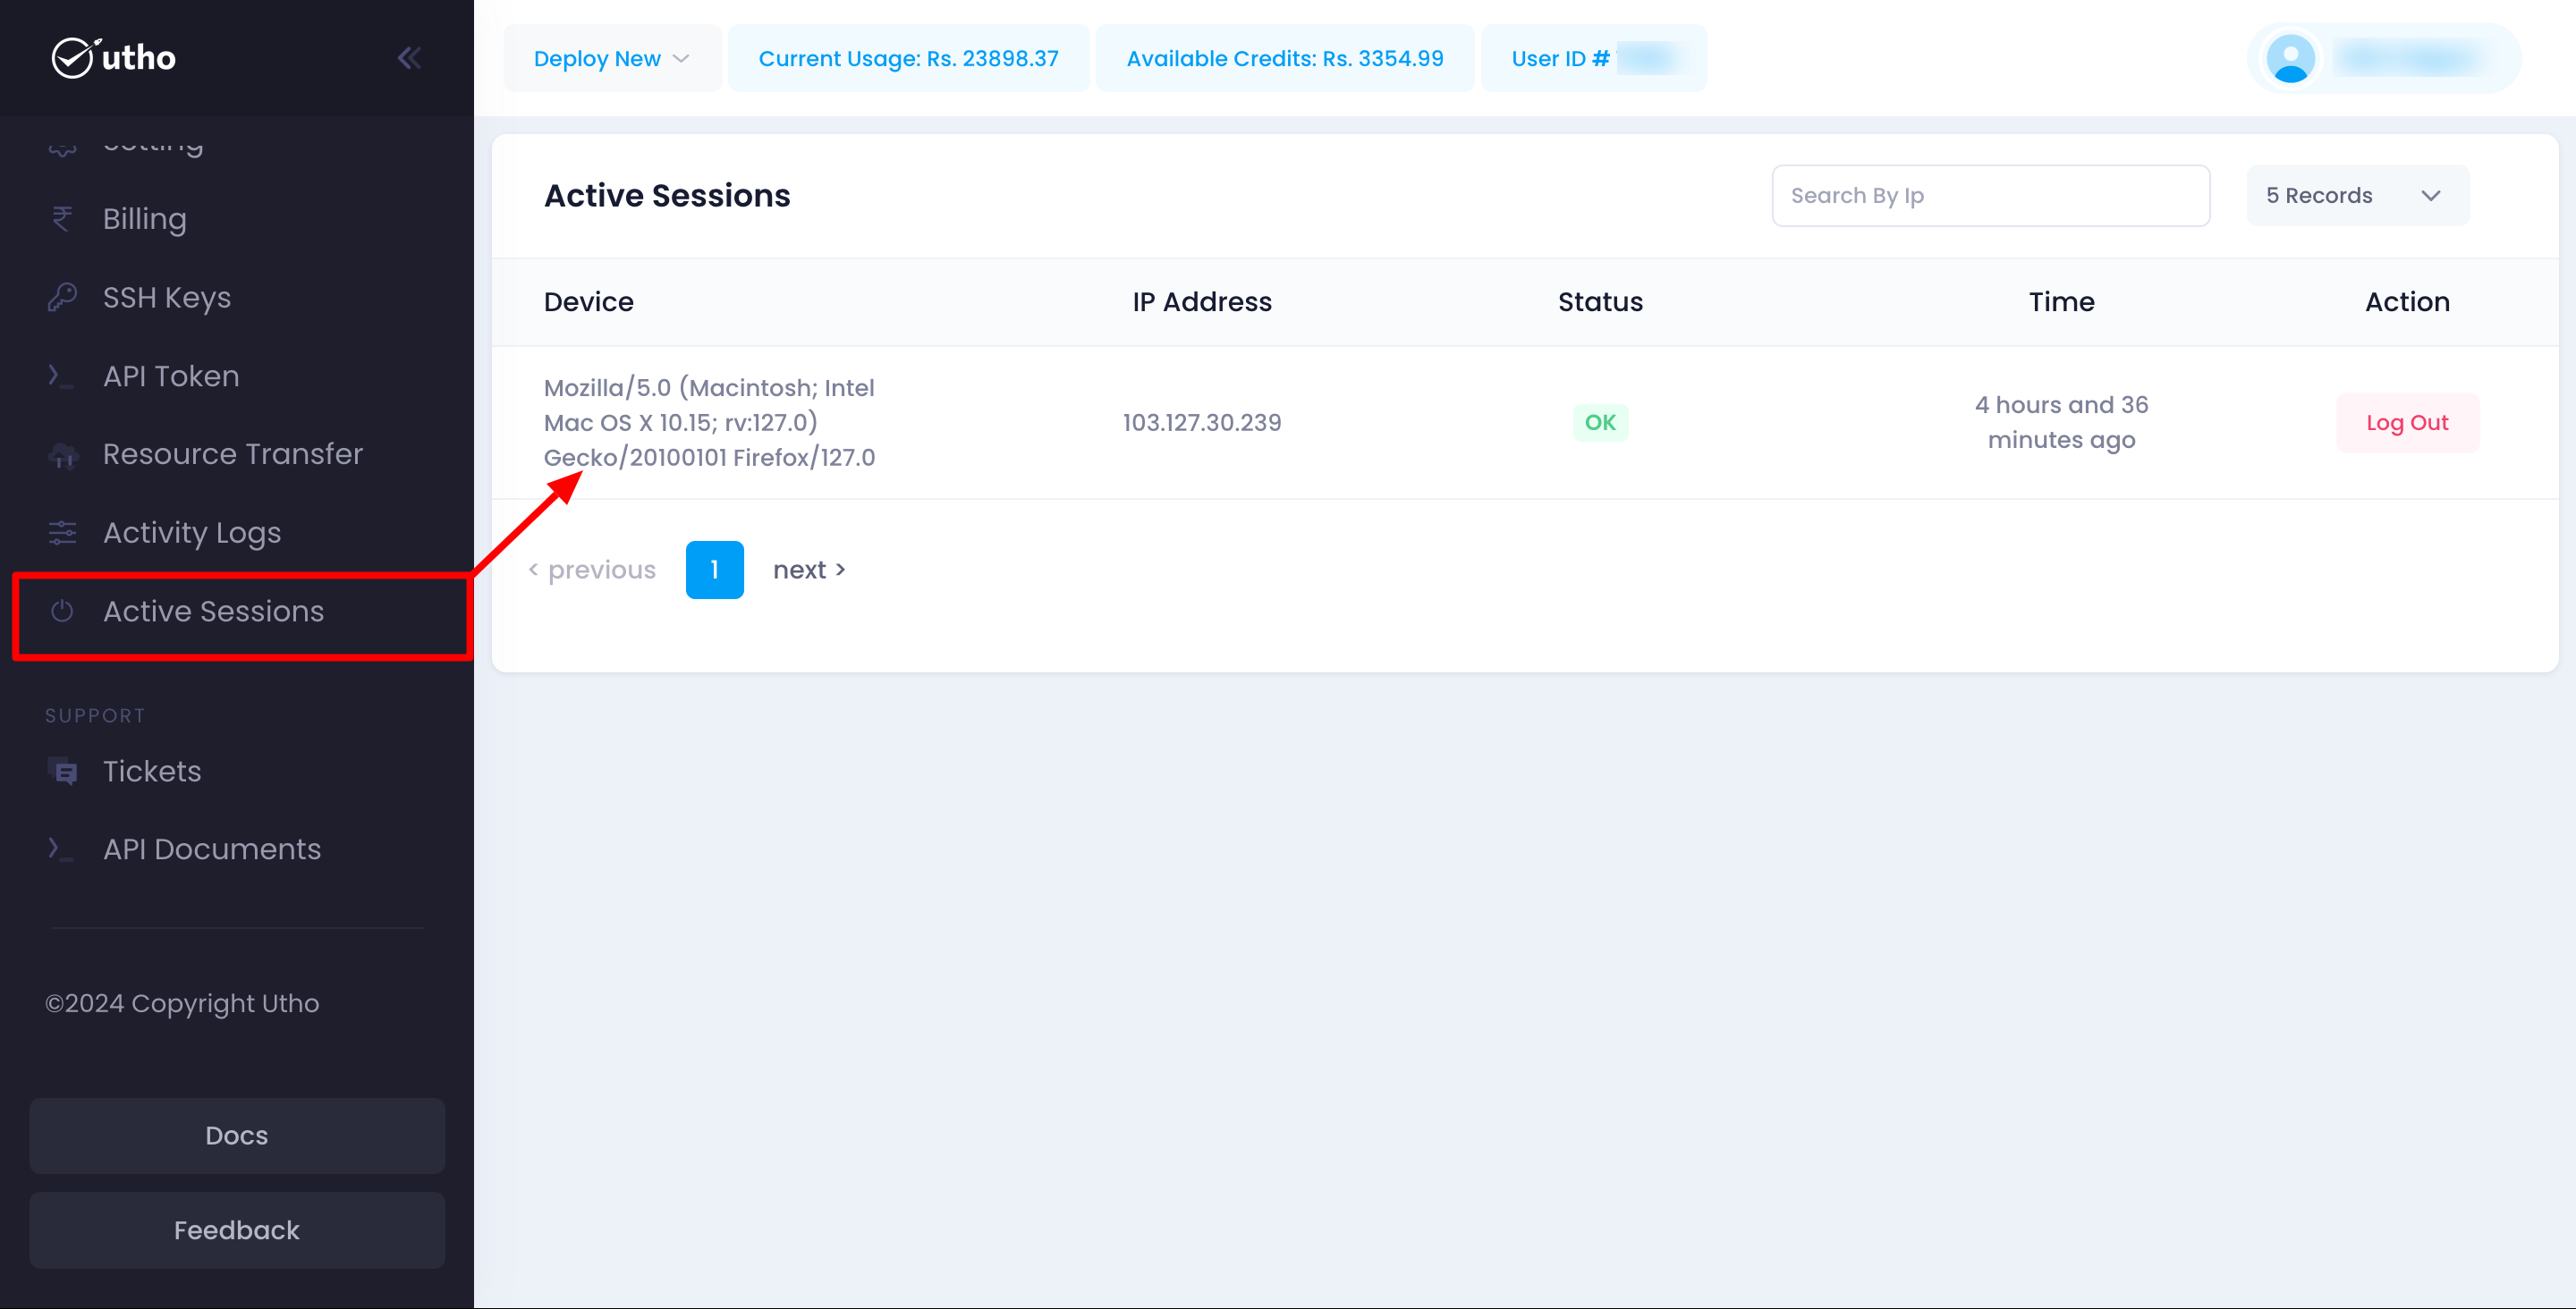 utho
Deploy New
Current Usage: Rs. 23898.37
Available Credits: Rs. 3354.99
User ID #
Billing
SSH Keys
API Token
Resource Transfer
Activity Logs
Active Sessions
SUPPORT
Tickets
API Documents
©2024 Copyright Utho
Docs
Feedback
Active Sessions
Search By Ip
5 Records
Device
IP Address
Status
Time
Action
Mozilla/5.0 (Macintosh; Intel
Mac OS X 10.15; rv:127.0)
Gecko/20100101 Firefox/127.0
103.127.30.239
OK
4 hours and 36
minutes ago
Log Out
< previous
1
next >